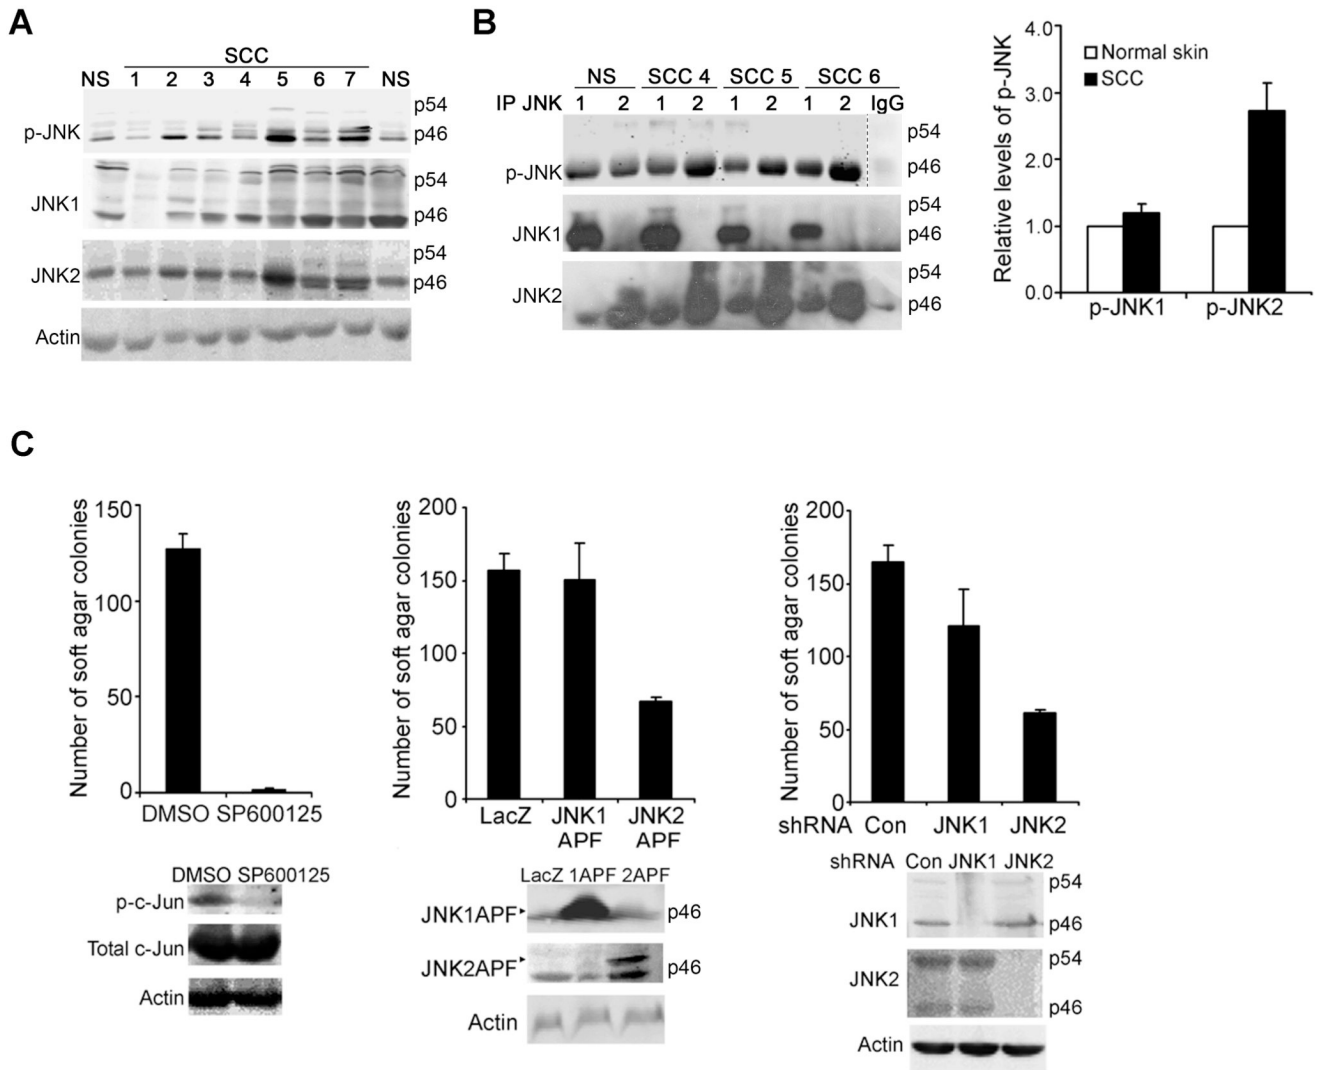 A
SCC
NS 1 2 3 4 5 6 7 NS
p-JNK
p54
p46
JNK1
p54
p46
JNK2
p54
p46
Actin
B
NS SCC 4 SCC 5 SCC 6
IP JNK 1 2 1 2 1 2 1 2 IgG
p-JNK
p54
p46
JNK1
p54
p46
JNK2
p54
p46
Relative levels of p-JNK
4.0
3.0
2.0
1.0
0.0
Normal skin
SCC
p-JNK1 p-JNK2
C
Number of soft agar colonies
150
100
50
0
DMSO SP600125
DMSO SP600125
p-c-Jun
Total c-Jun
Actin
Number of soft agar colonies
200
150
100
50
0
LacZ JNK1 APF JNK2 APF
LacZ 1APF 2APF
JNK1APF p46
JNK2APF p46
Actin
Number of soft agar colonies
200
150
100
50
0
shRNA Con JNK1 JNK2
shRNA Con JNK1 JNK2
JNK1
p54
p46
JNK2
p54
p46
Actin